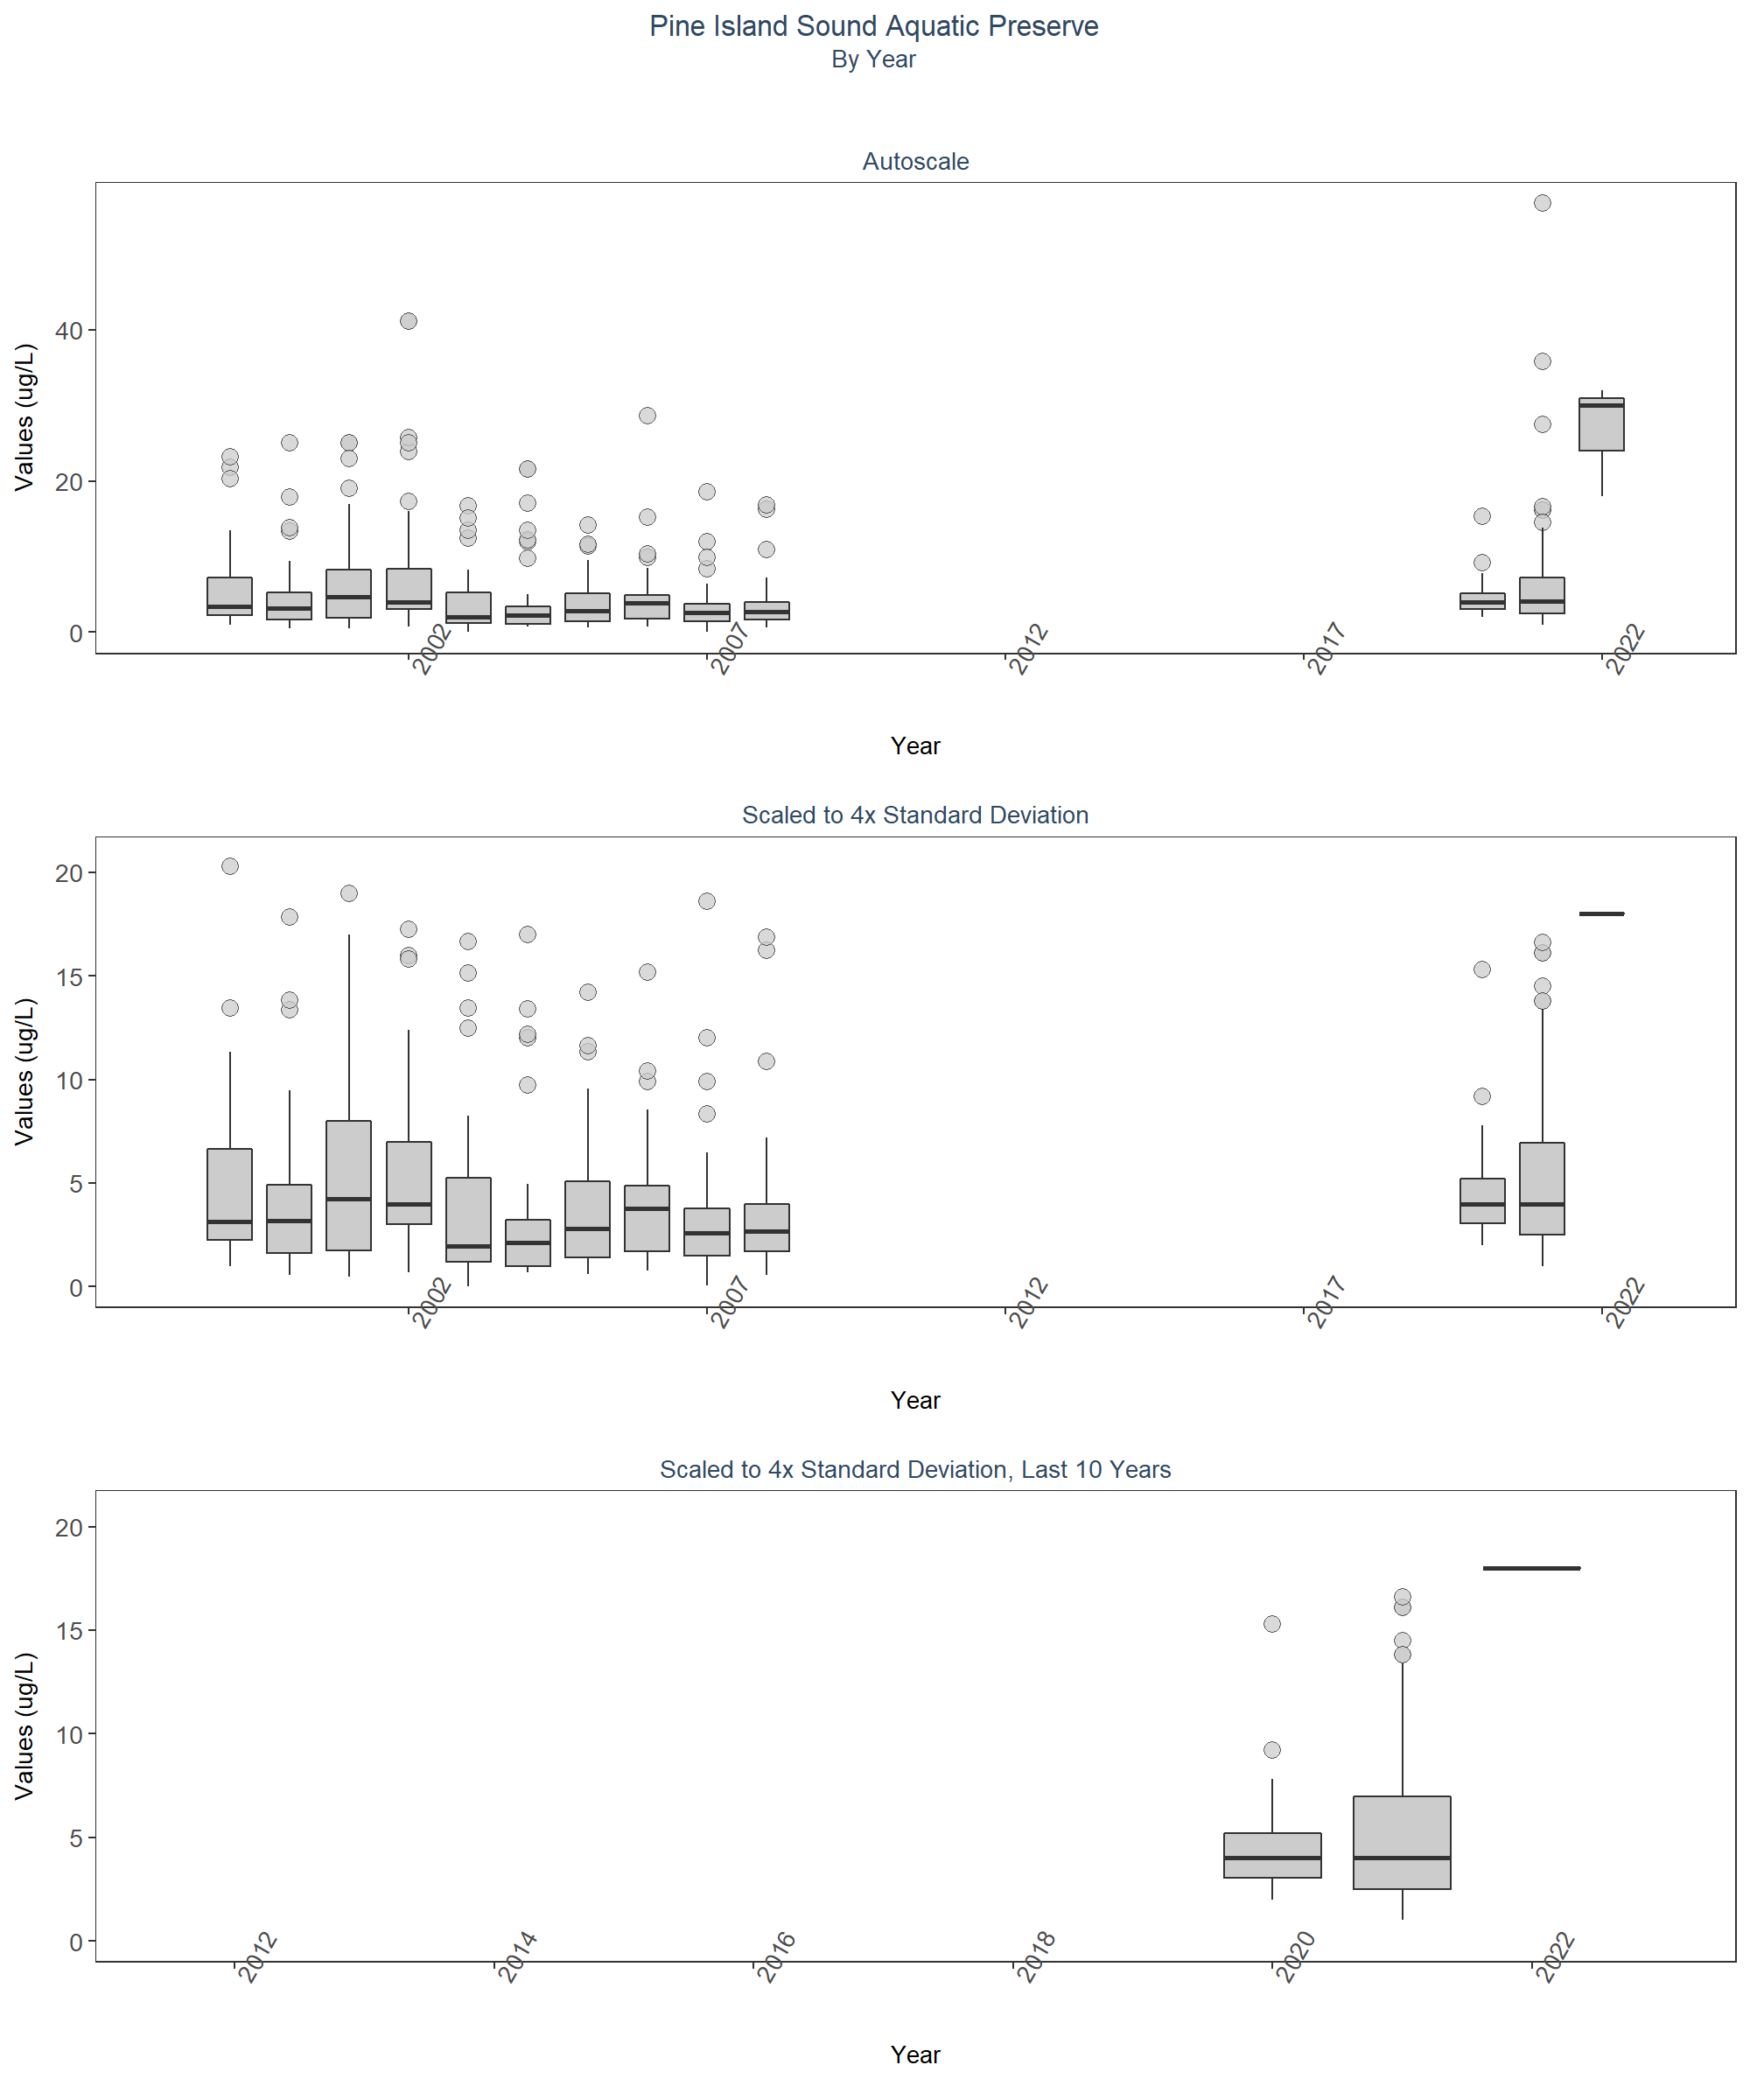 Pine Island Sound Aquatic Preserve
By Year
Autoscale
Values (ug/L)
40
20
0
2002
2007
2012
2017
2022
Year
Scaled to 4x Standard Deviation
Values (ug/L)
20
15
10
5
0
2002
2007
2012
2017
2022
Year
Scaled to 4x Standard Deviation, Last 10 Years
Values (ug/L)
20
15
10
5
0
2012
2014
2016
2018
2020
2022
Year